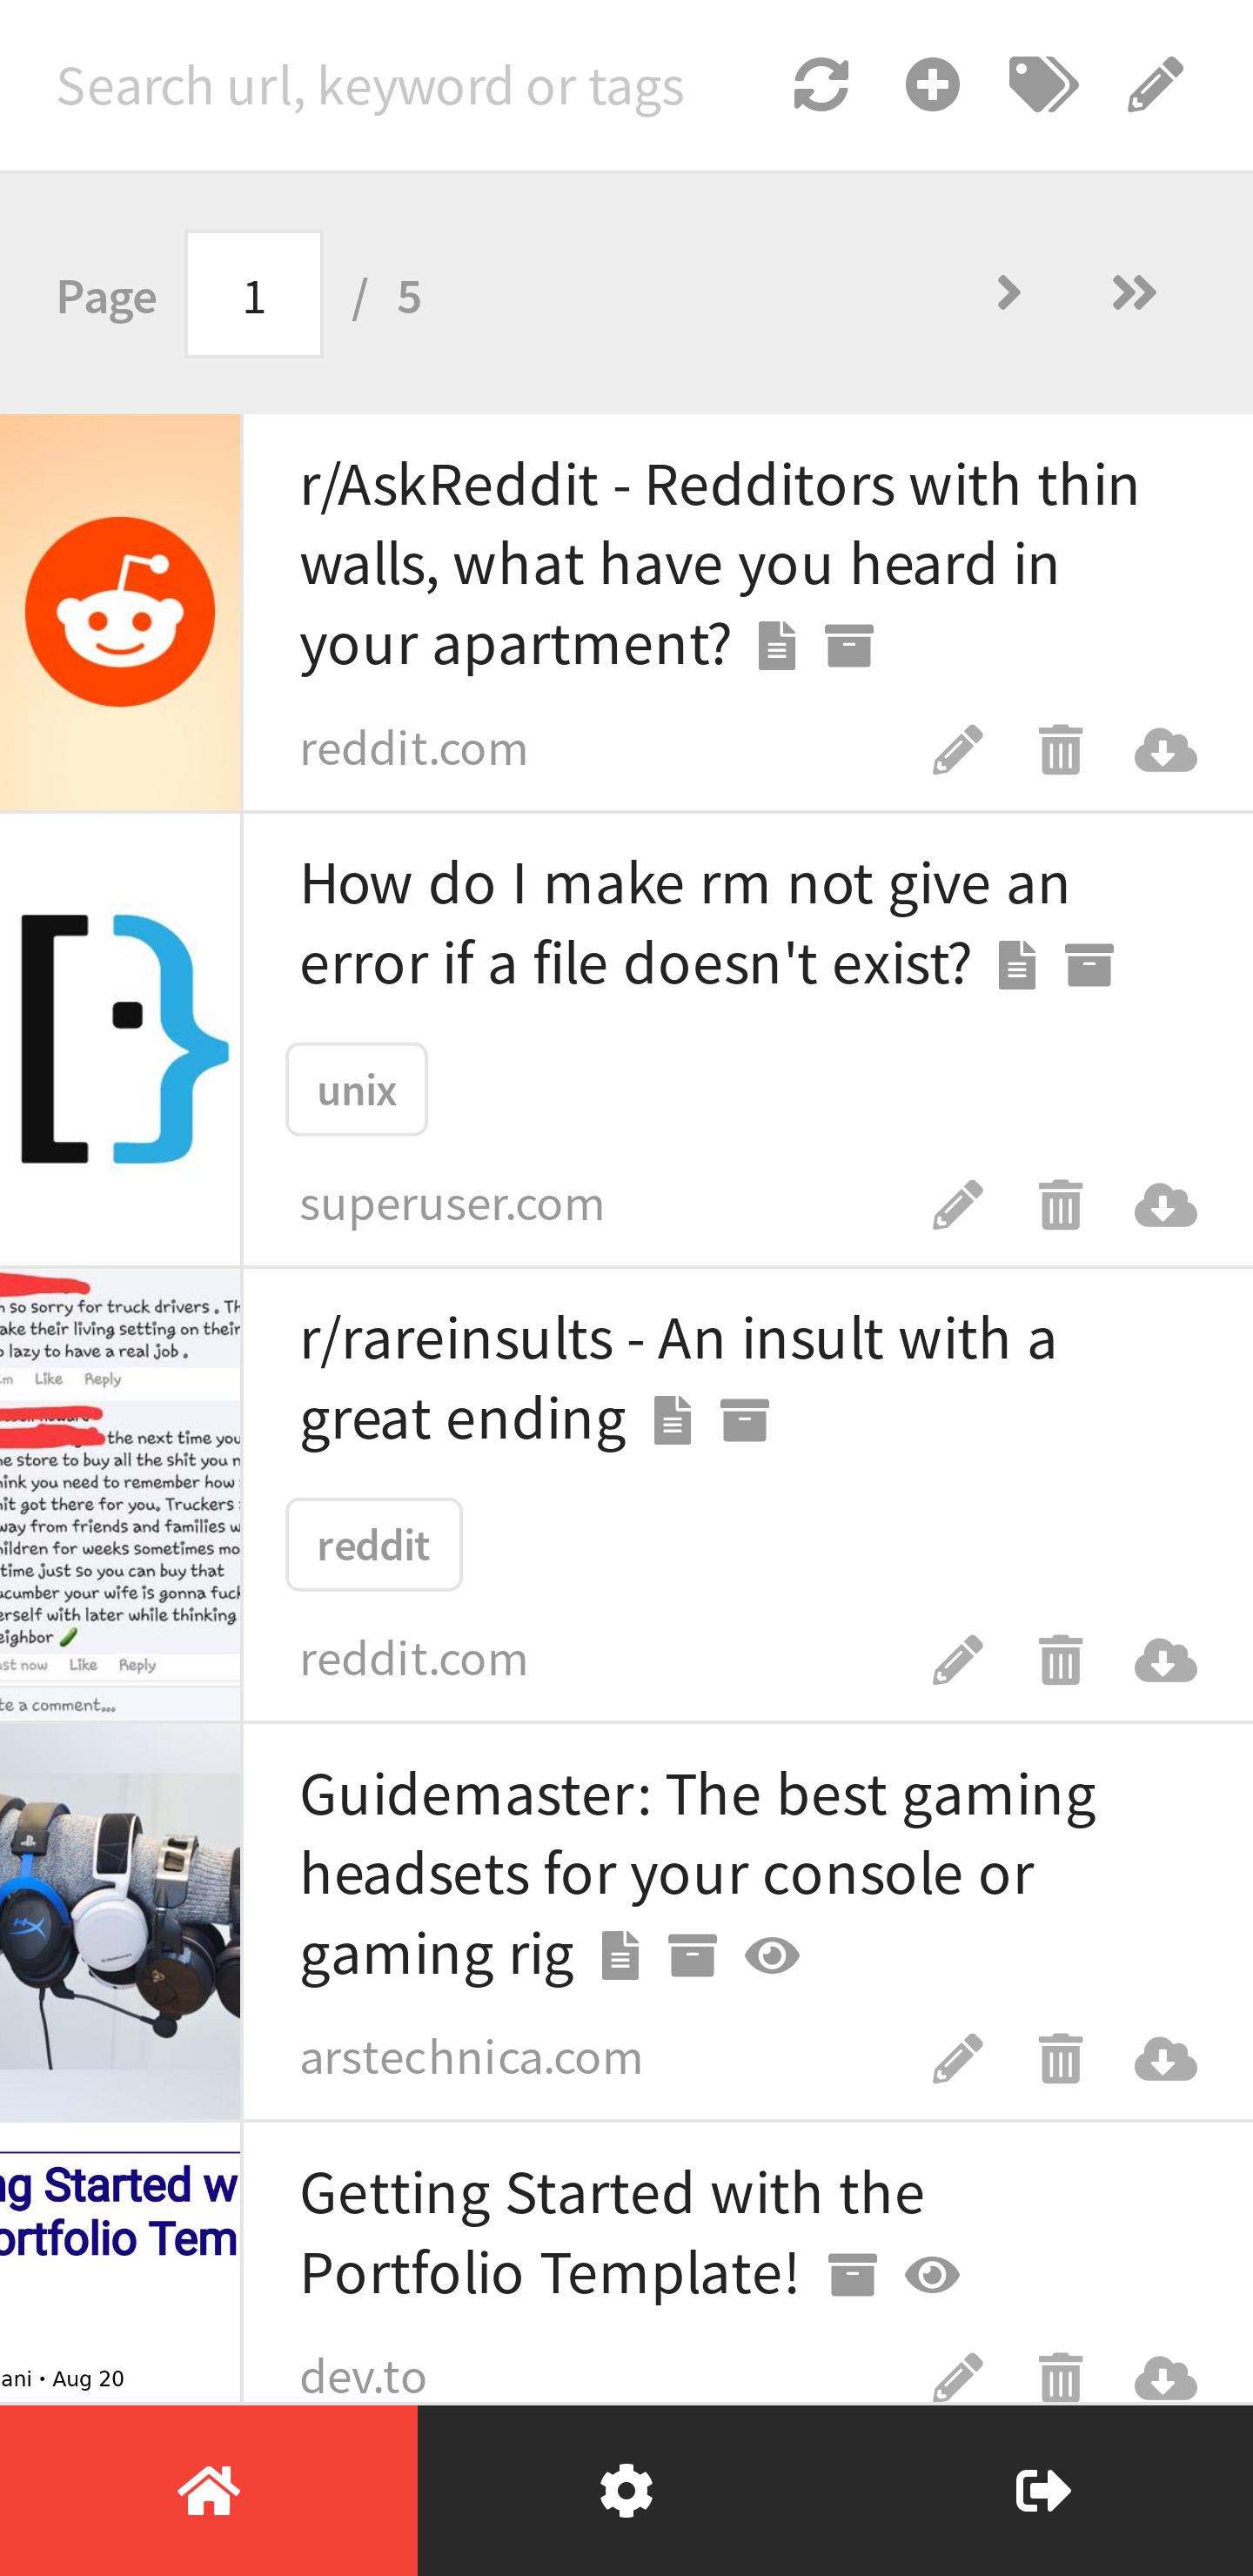 Search url, keyword or tags
Page 1 / 5
r/AskReddit - Redditors with thin
walls, what have you heard in
your apartment?
reddit.com
How do I make rm not give an
error if a file doesn't exist?
unix
superuser.com
so sorry for truck drivers . Th
ake their living setting on their
o lazy to have a real job .
m Like Reply
the next time you
e store to buy all the shit you n
ink you need to remember how
it got there for you. Truckers
way from friends and families w
ildren for weeks sometimes mo
time just so you can buy that
ucumber your wife is gonna fuck
erself with later while thinking
eighbor
st now Like Reply
te a comment...
r/rareinsults - An insult with a
great ending
reddit
reddit.com
Guidemaster: The best gaming
headsets for your console or
gaming rig
arstechnica.com
ng Started w
ortfolio Tem
ani • Aug 20
Getting Started with the
Portfolio Template!
dev.to